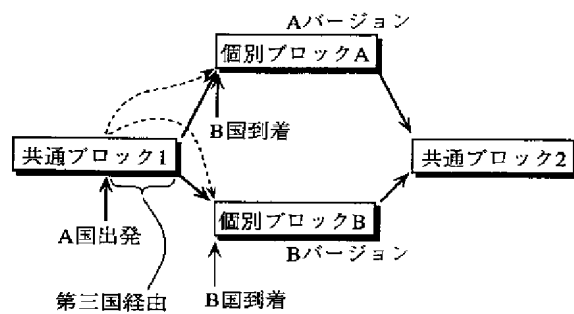 Aバージョン
個別ブロックA
B国到着
共通ブロック1
共通ブロック2
個別ブロックB
A国出発
Bバージョン
第三国経由
B国到着